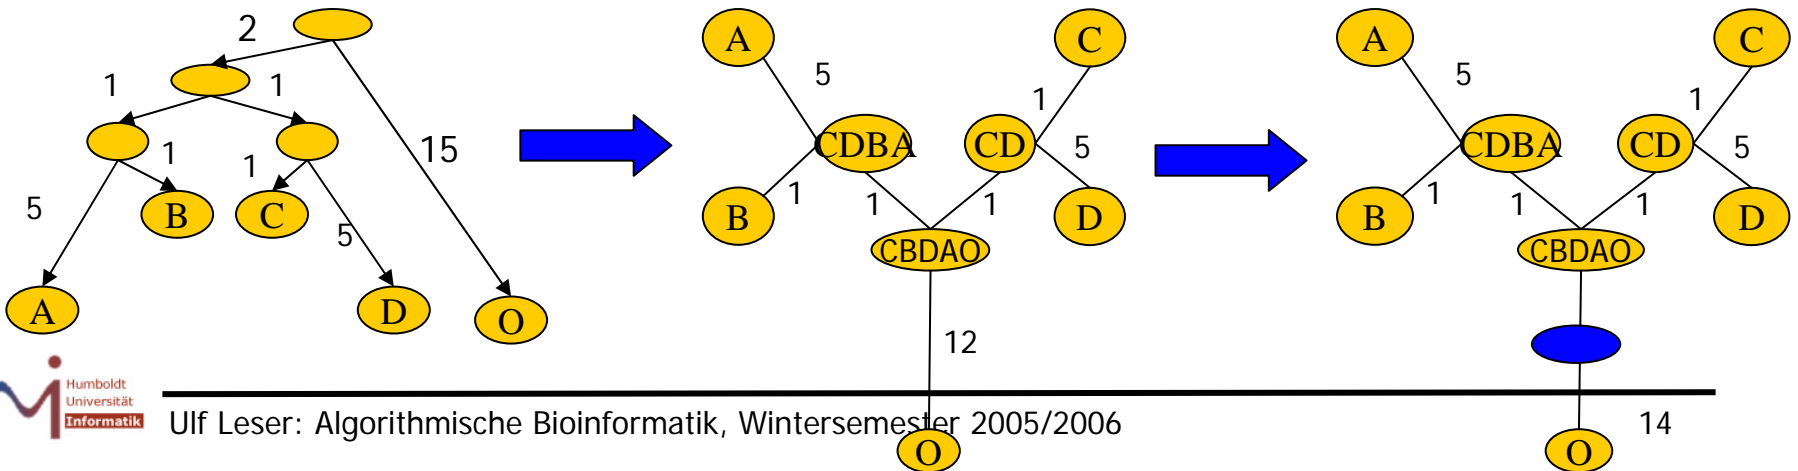 2
1
1
1
1
5
5
15
B
C
A
D
O
A
C
5
1
CDBA
CD
5
1
1
1
B
D
CBDAO
12
O
A
C
5
1
CDBA
CD
5
1
1
1
B
D
CBDAO
O
Humboldt
Universität
Informatik
Ulf Leser: Algorithmische Bioinformatik, Wintersemester 2005/2006
14